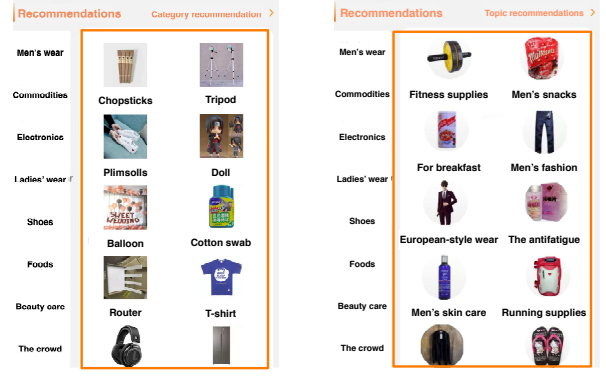 Recommendations
Category recommendation >
Men's wear
Commodities
Electronics
Ladies' wear
Shoes
Foods
Beauty care
The crowd
Chopsticks
Tripod
Plimsolls
Doll
SWEET
WEDDING
Balloon
Cotton swab
Router
T-shirt
Recommendations
Topic recommendations >
Men's wear
Commodities
Electronics
Ladies' wear
Shoes
Foods
Beauty care
The crowd
Fitness supplies
Men's snacks
For breakfast
Men's fashion
European-style wear
The antifatigue
Men's skin care
Running supplies